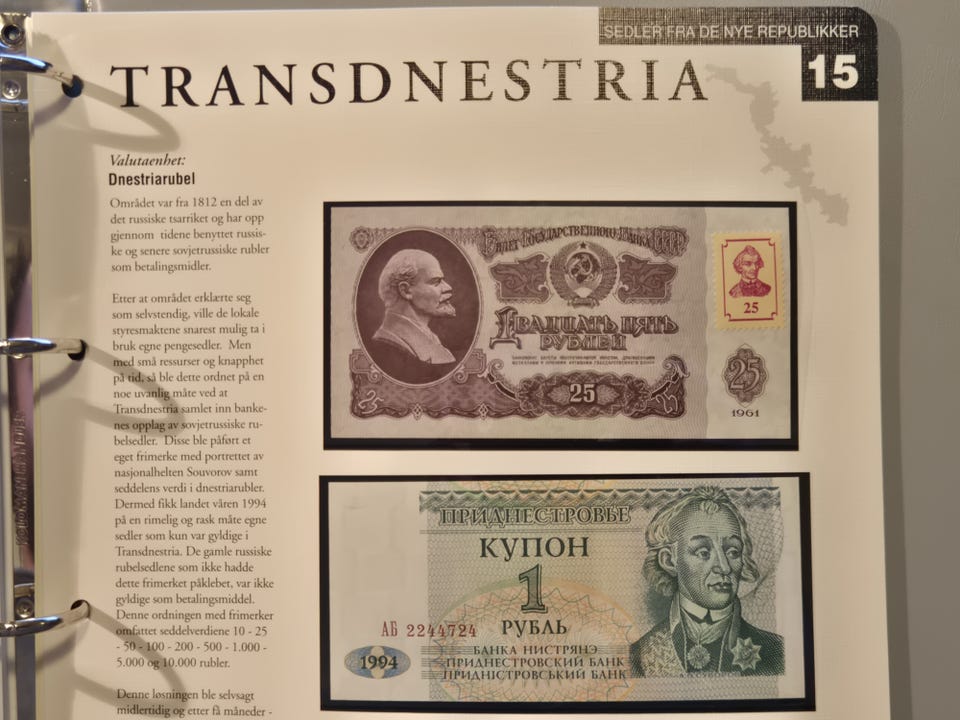 SEDLER FRA DE NYE REPUBLIKKER
15
TRANSDNESTRIA
Valutaenhet:
Dnestriarubel
Området var fra 1812 en del av
det russiske tsarriket og har opp
gjennom tidene benyttet russis-
ke og senere sovjetrussiske rubler
som betalingsmidler.
Etter at området erklærte seg
som selvstendig, ville de lokale
styresmaktene snarest mulig ta i
bruk egne pengesedler. Men
med små ressurser og knapphet
på tid, så ble dette ordnet på en
noe uvanlig måte ved at
Transdnestria samlet inn banke-
nes opplag av sovjetrussiske ru-
belsedler. Disse ble påført et
eget frimerke med portrettet av
nasjonalhelten Souvorov samt
seddelens verdi i dnestriarubler.
Dermed fikk landet våren 1994
på en rimelig og rask måte egne
sedler som kun var gyldige i
Transdnestria. De gamle russiske
rubelsedlene som ikke hadde
dette frimerket påklebet, var ikke
gyldige som betalingsmiddel.
Denne ordningen med frimerker
omfattet seddelverdiene 10 - 25
- 50 - 100 - 200 - 500 - 1.000 -
5.000 og 10.000 rubler.
Denne løsningen ble selvsagt
midlertidig og etter få måneder -
Билет Государственного Банка СССР
Двадцать пять
рублей
25
25
25
25
25
1961
ПРИДНЕСТРОВЬЕ
КУПОН
1
РУБЛЬ
АБ 2244724
1994
БАНКА НИСТРЯНЭ
ПРИДНЕСТРОВСКИЙ БАНК
ПРИДНІСТРОВСЬКИЙ БАНК
А.В.СУВОРОВ